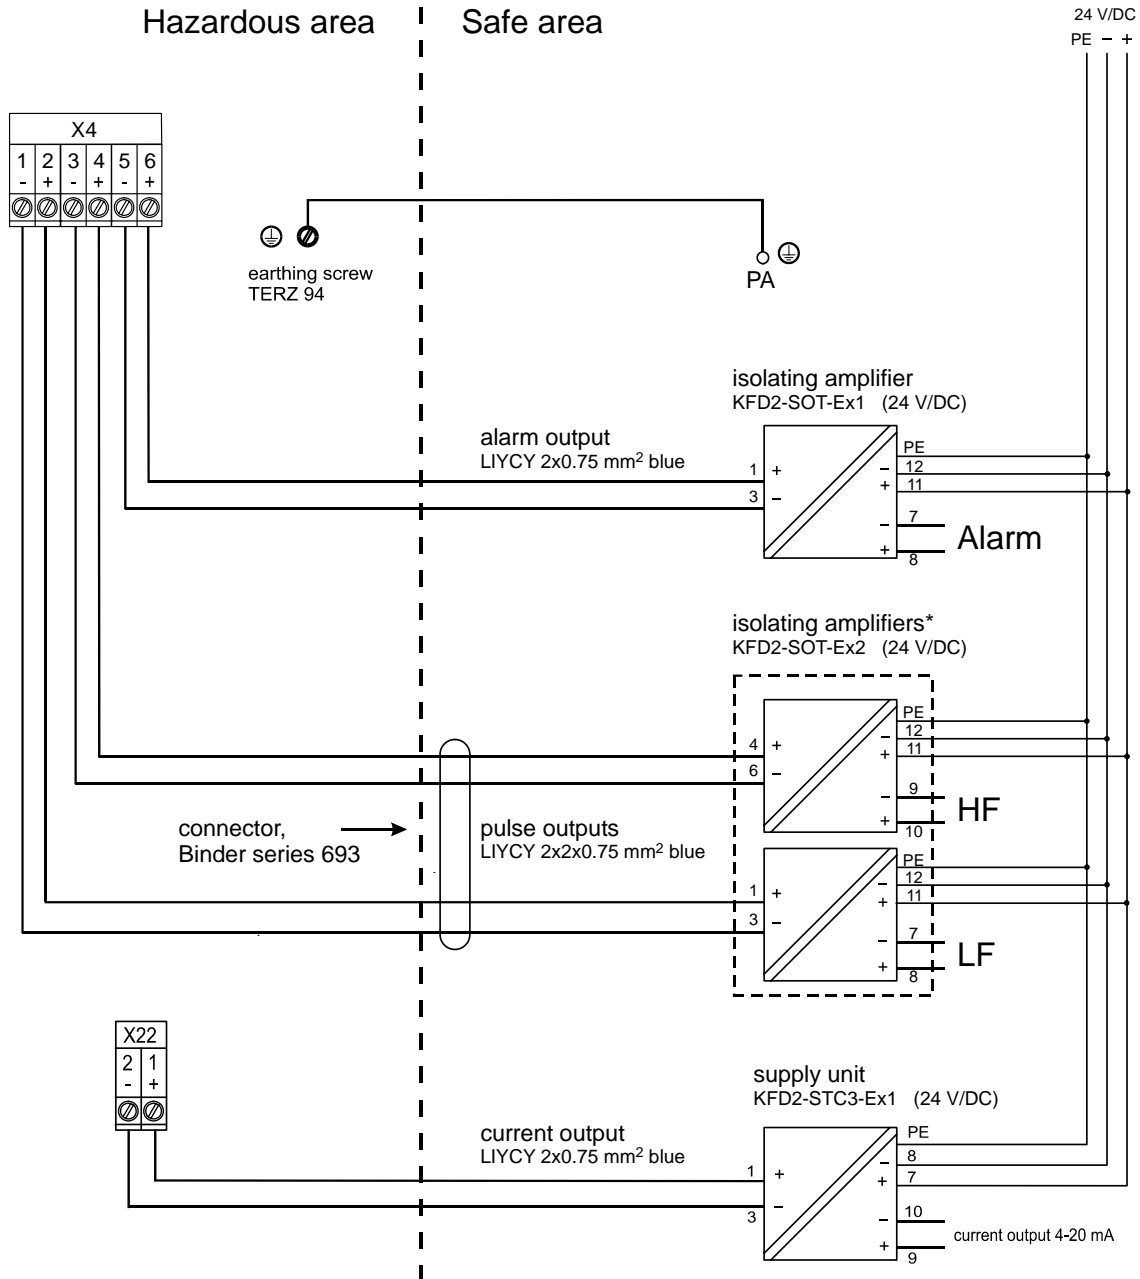 Hazardous area
Safe area
24 V/DC
PE − +
X4
1 2 3 4 5 6
- + - + - +
earthing screw
TERZ 94
PA
isolating amplifier
KFD2-SOT-Ex1 (24 V/DC)
alarm output
LIYCY 2x0.75 mm² blue
1 +
3 −
PE
− 12
+ 11
− 7
+ 8
Alarm
isolating amplifiers*
KFD2-SOT-Ex2 (24 V/DC)
4 +
6 −
PE
− 12
+ 11
− 9
+ 10
HF
connector,
Binder series 693
pulse outputs
LIYCY 2x2x0.75 mm² blue
1 +
3 −
PE
− 12
+ 11
− 7
+ 8
LF
X22
2 1
- +
supply unit
KFD2-STC3-Ex1 (24 V/DC)
current output
LIYCY 2x0.75 mm² blue
1 +
3 −
PE
− 8
+ 7
− 10
+ 9
current output 4-20 mA